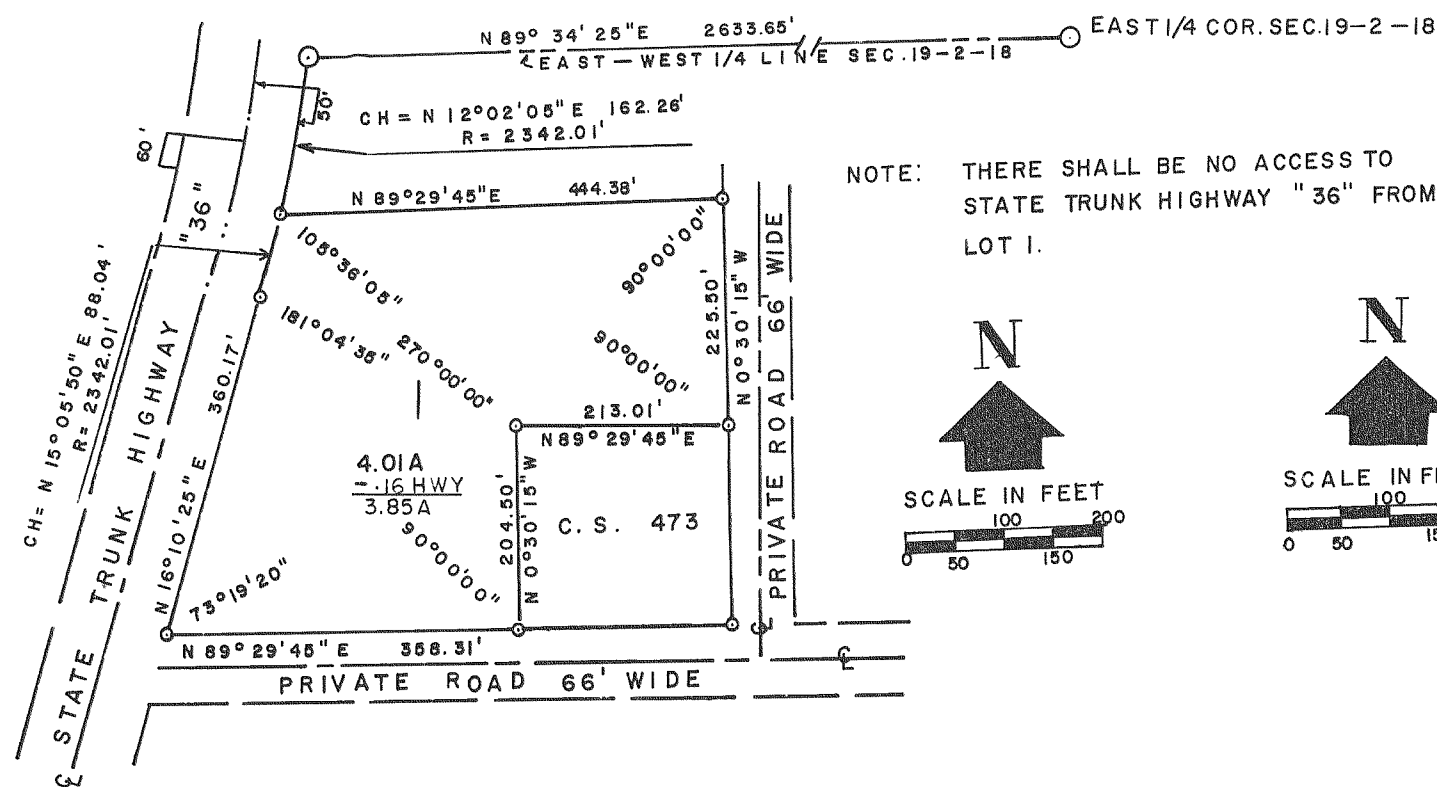 N 89° 34' 25" E 2633.65'
EAST 1/4 COR. SEC. 19-2-18
EAST-WEST 1/4 LINE SEC. 19-2-18
50'
CH = N 12°02'05" E 162.26'
R = 2342.01'
60'
NOTE: THERE SHALL BE NO ACCESS TO
STATE TRUNK HIGHWAY "36" FROM
LOT 1.
N 89°29'45" E 444.38'
"36"
105°36'05"
90°00'00"
225.50'
N 0°30'15" W
PRIVATE ROAD 66' WIDE
CH = N 15°05'50" E 88.04'
R = 2342.01'
181°04'35"
270°00'00"
90°00'00"
1
N
N
213.01'
N 89° 29'45" E
N 16°10'25" E 360.17'
STATE TRUNK HIGHWAY
4.01A
-.16 HWY
3.85A
204.50'
N 0°30'15" W
C. S. 473
90°00'00"
73°19'20"
SCALE IN FEET
100 200
0 50 150
SCALE IN
100
0 50
N 89° 29'45" E 358.31'
PRIVATE ROAD 66' WIDE